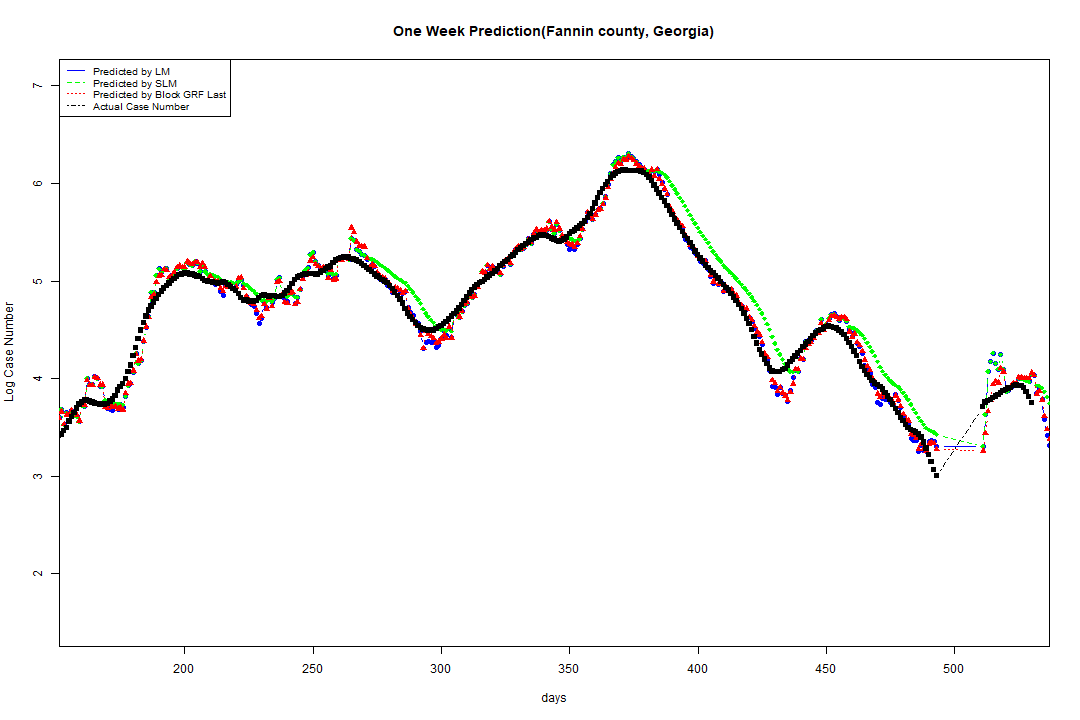 One Week Prediction(Fannin county, Georgia)
Predicted by LM
Predicted by SLM
Predicted by Block GRF Last
Actual Case Number
7
6
5
4
3
2
Log Case Number
200 250 300 350 400 450 500
days